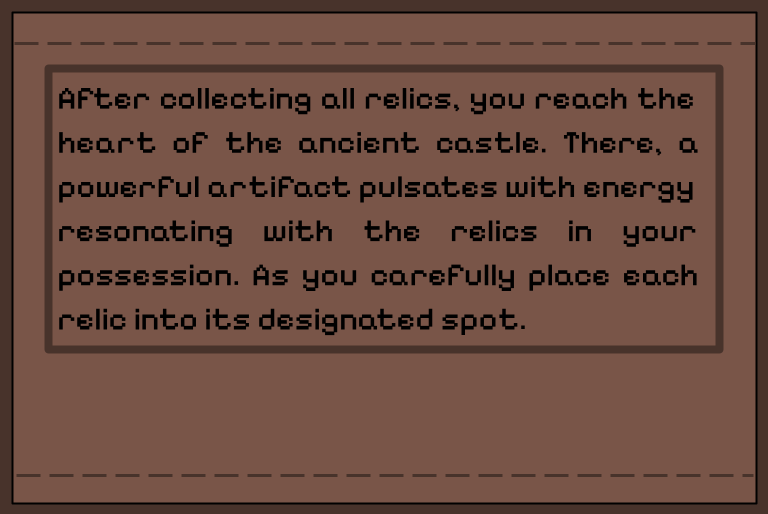 After collecting all relics, you reach the
heart of the ancient castle. There, a
powerful artifact pulsates with energy
resonating with the relics in your
possession. As you carefully place each
relic into its designated spot.